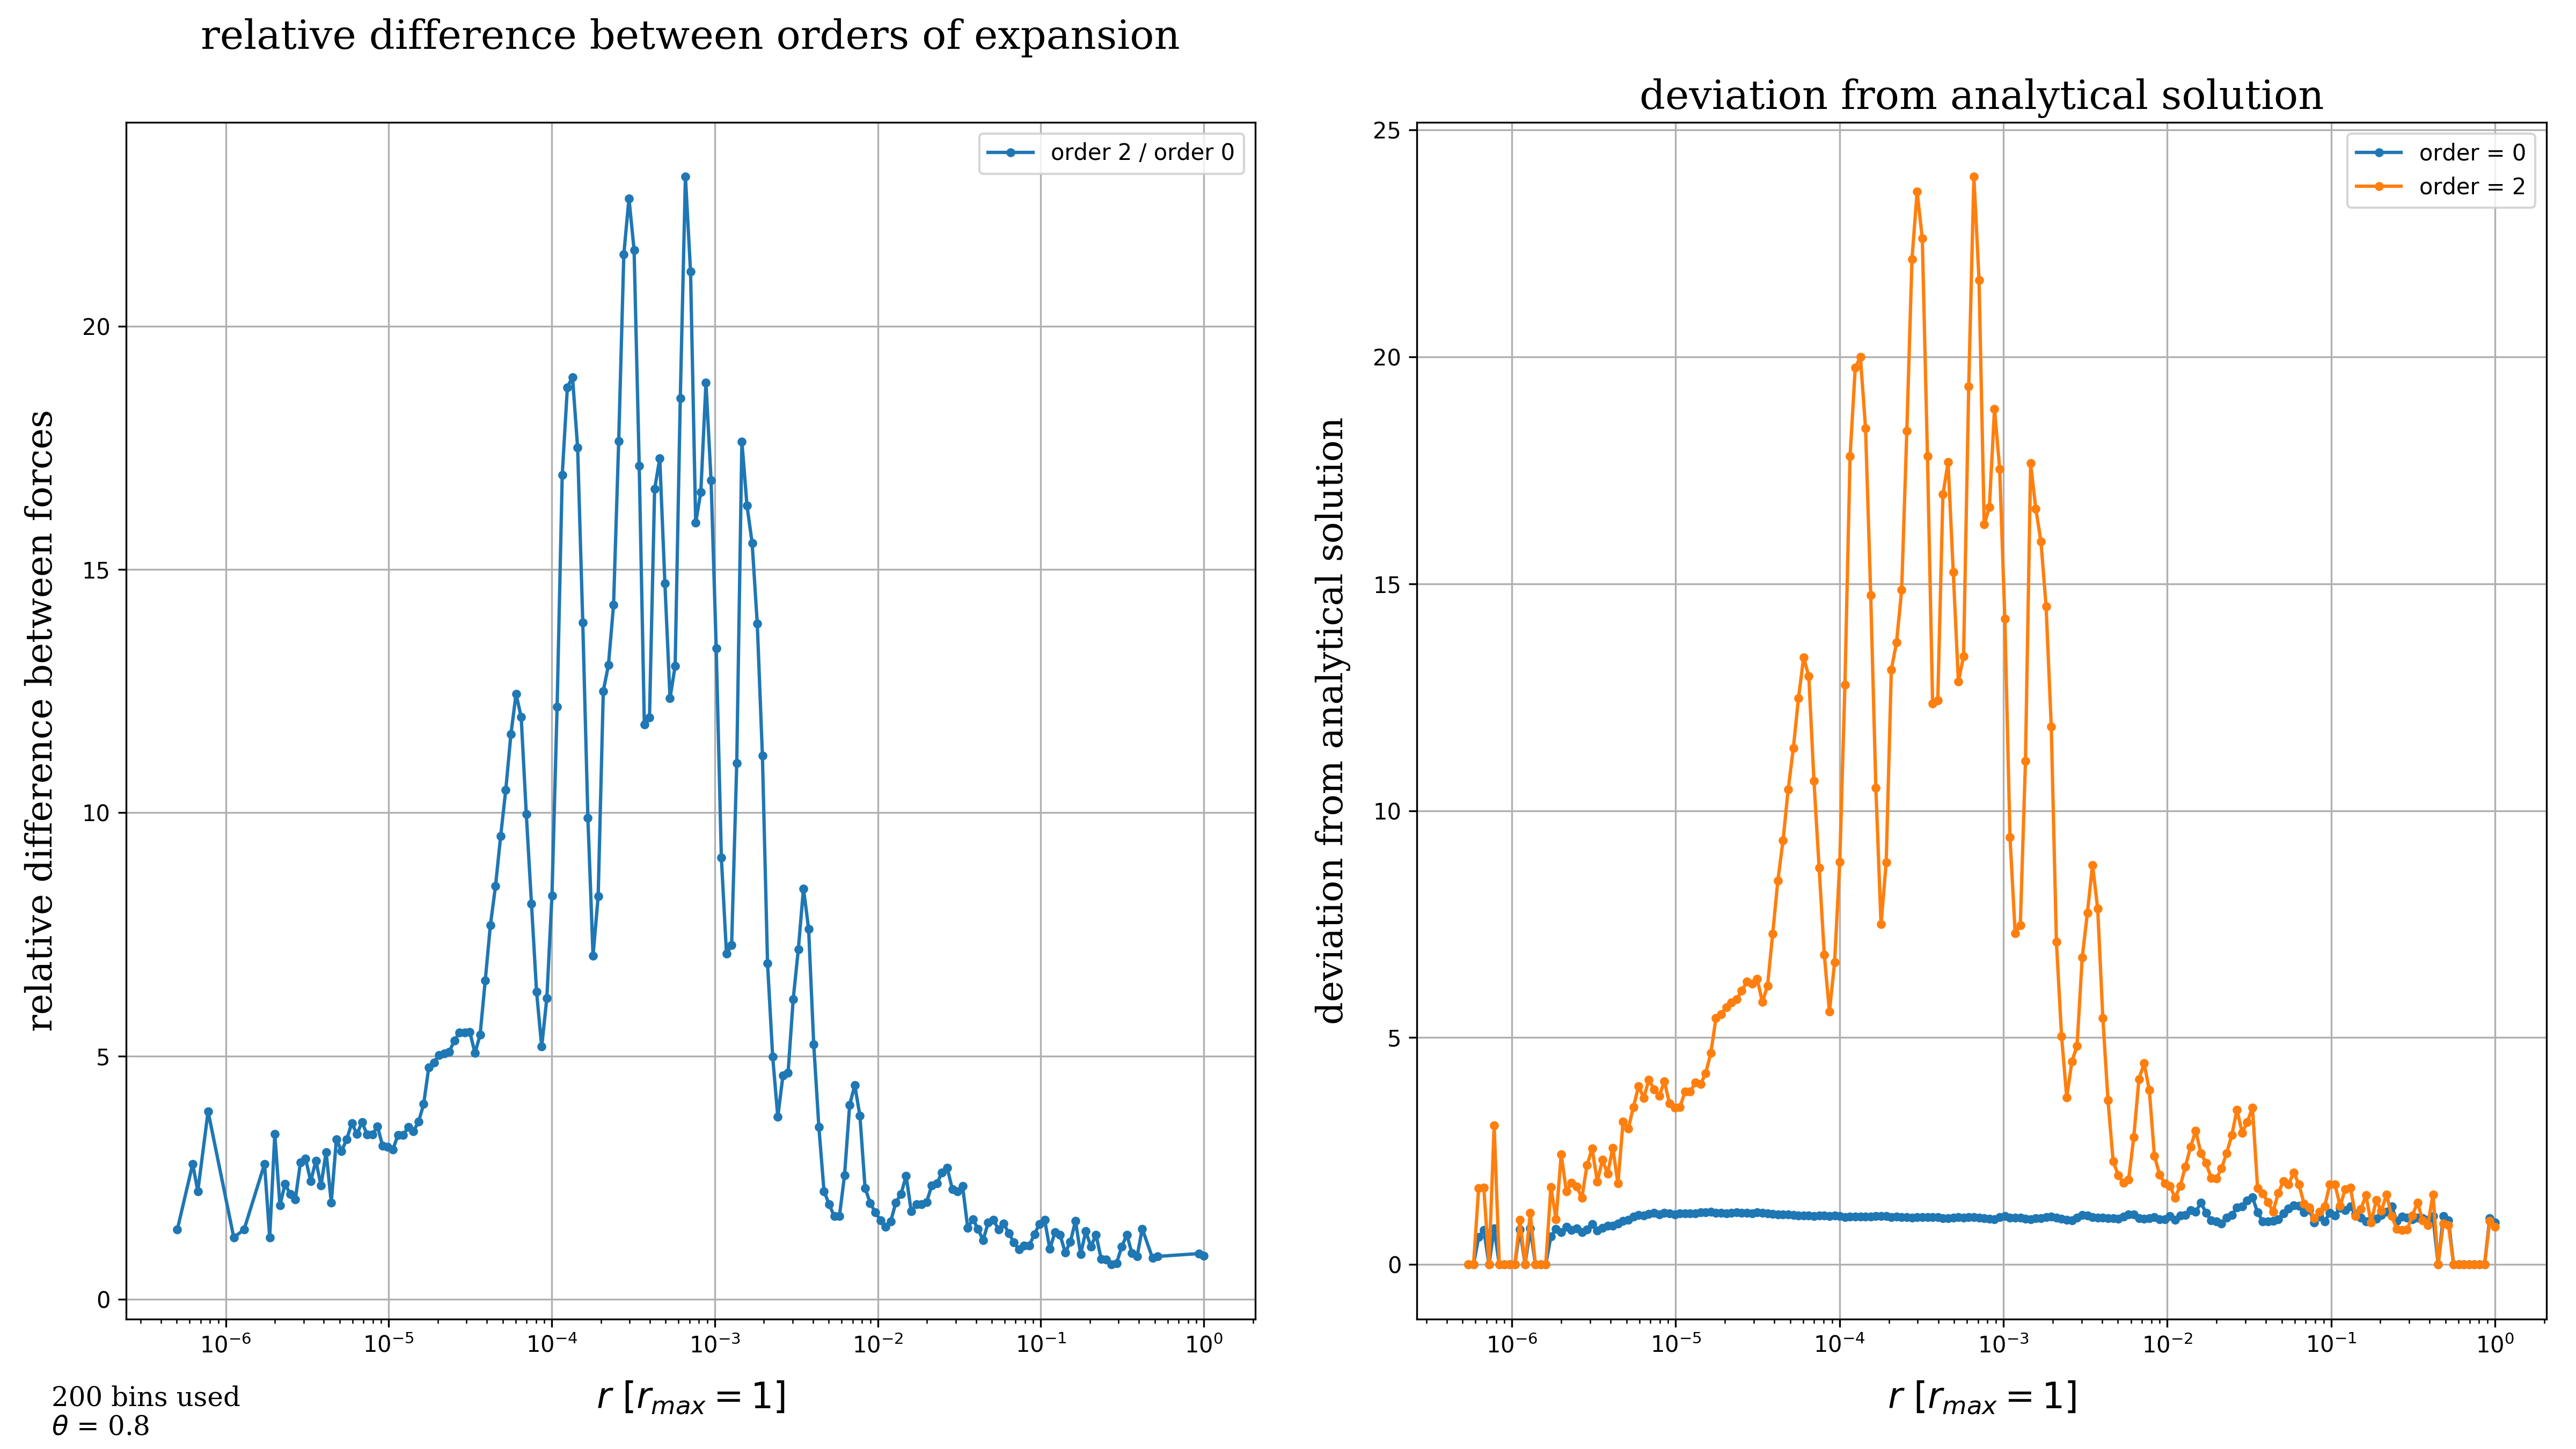 relative difference between orders of expansion
order 2 / order 0
relative difference between forces
20
15
10
5
0
10⁻⁶ 10⁻⁵ 10⁻⁴ 10⁻³ 10⁻² 10⁻¹ 10⁰
r [r_max = 1]
200 bins used
θ = 0.8
deviation from analytical solution
order = 0
order = 2
deviation from analytical solution
25
20
15
10
5
0
10⁻⁶ 10⁻⁵ 10⁻⁴ 10⁻³ 10⁻² 10⁻¹ 10⁰
r [r_max = 1]